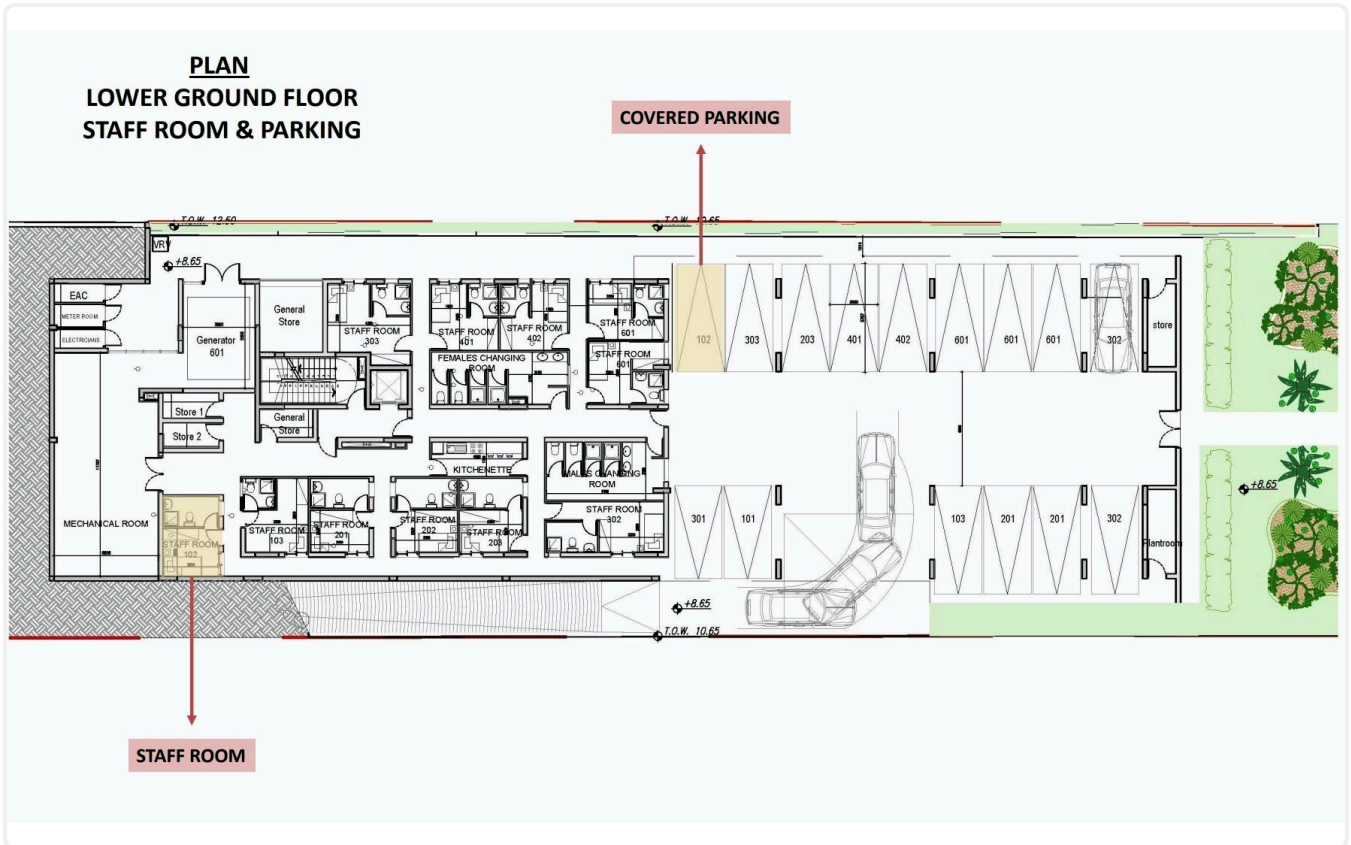 PLAN
LOWER GROUND FLOOR
STAFF ROOM & PARKING
COVERED PARKING
T.O.W. 12.50
T.O.W. 10.65
VRV
+8.65
EAC
METER ROOM
ELECTRICIANS
Generator
601
General
Store
STAFF ROOM
303
STAFF ROOM
401
STAFF ROOM
402
STAFF ROOM
601
FEMALES CHANGING
ROOM
STAFF ROOM
601
102
303
203
401
402
601
601
601
302
store
Store 1
Store 2
General
Store
KITCHENETTE
MALES CHANGING
ROOM
MECHANICAL ROOM
STAFF ROOM
102
STAFF ROOM
103
STAFF ROOM
201
STAFF ROOM
202
STAFF ROOM
203
STAFF ROOM
302
301
101
103
201
201
302
Plantroom
+8.65
+8.65
T.O.W. 10.65
STAFF ROOM